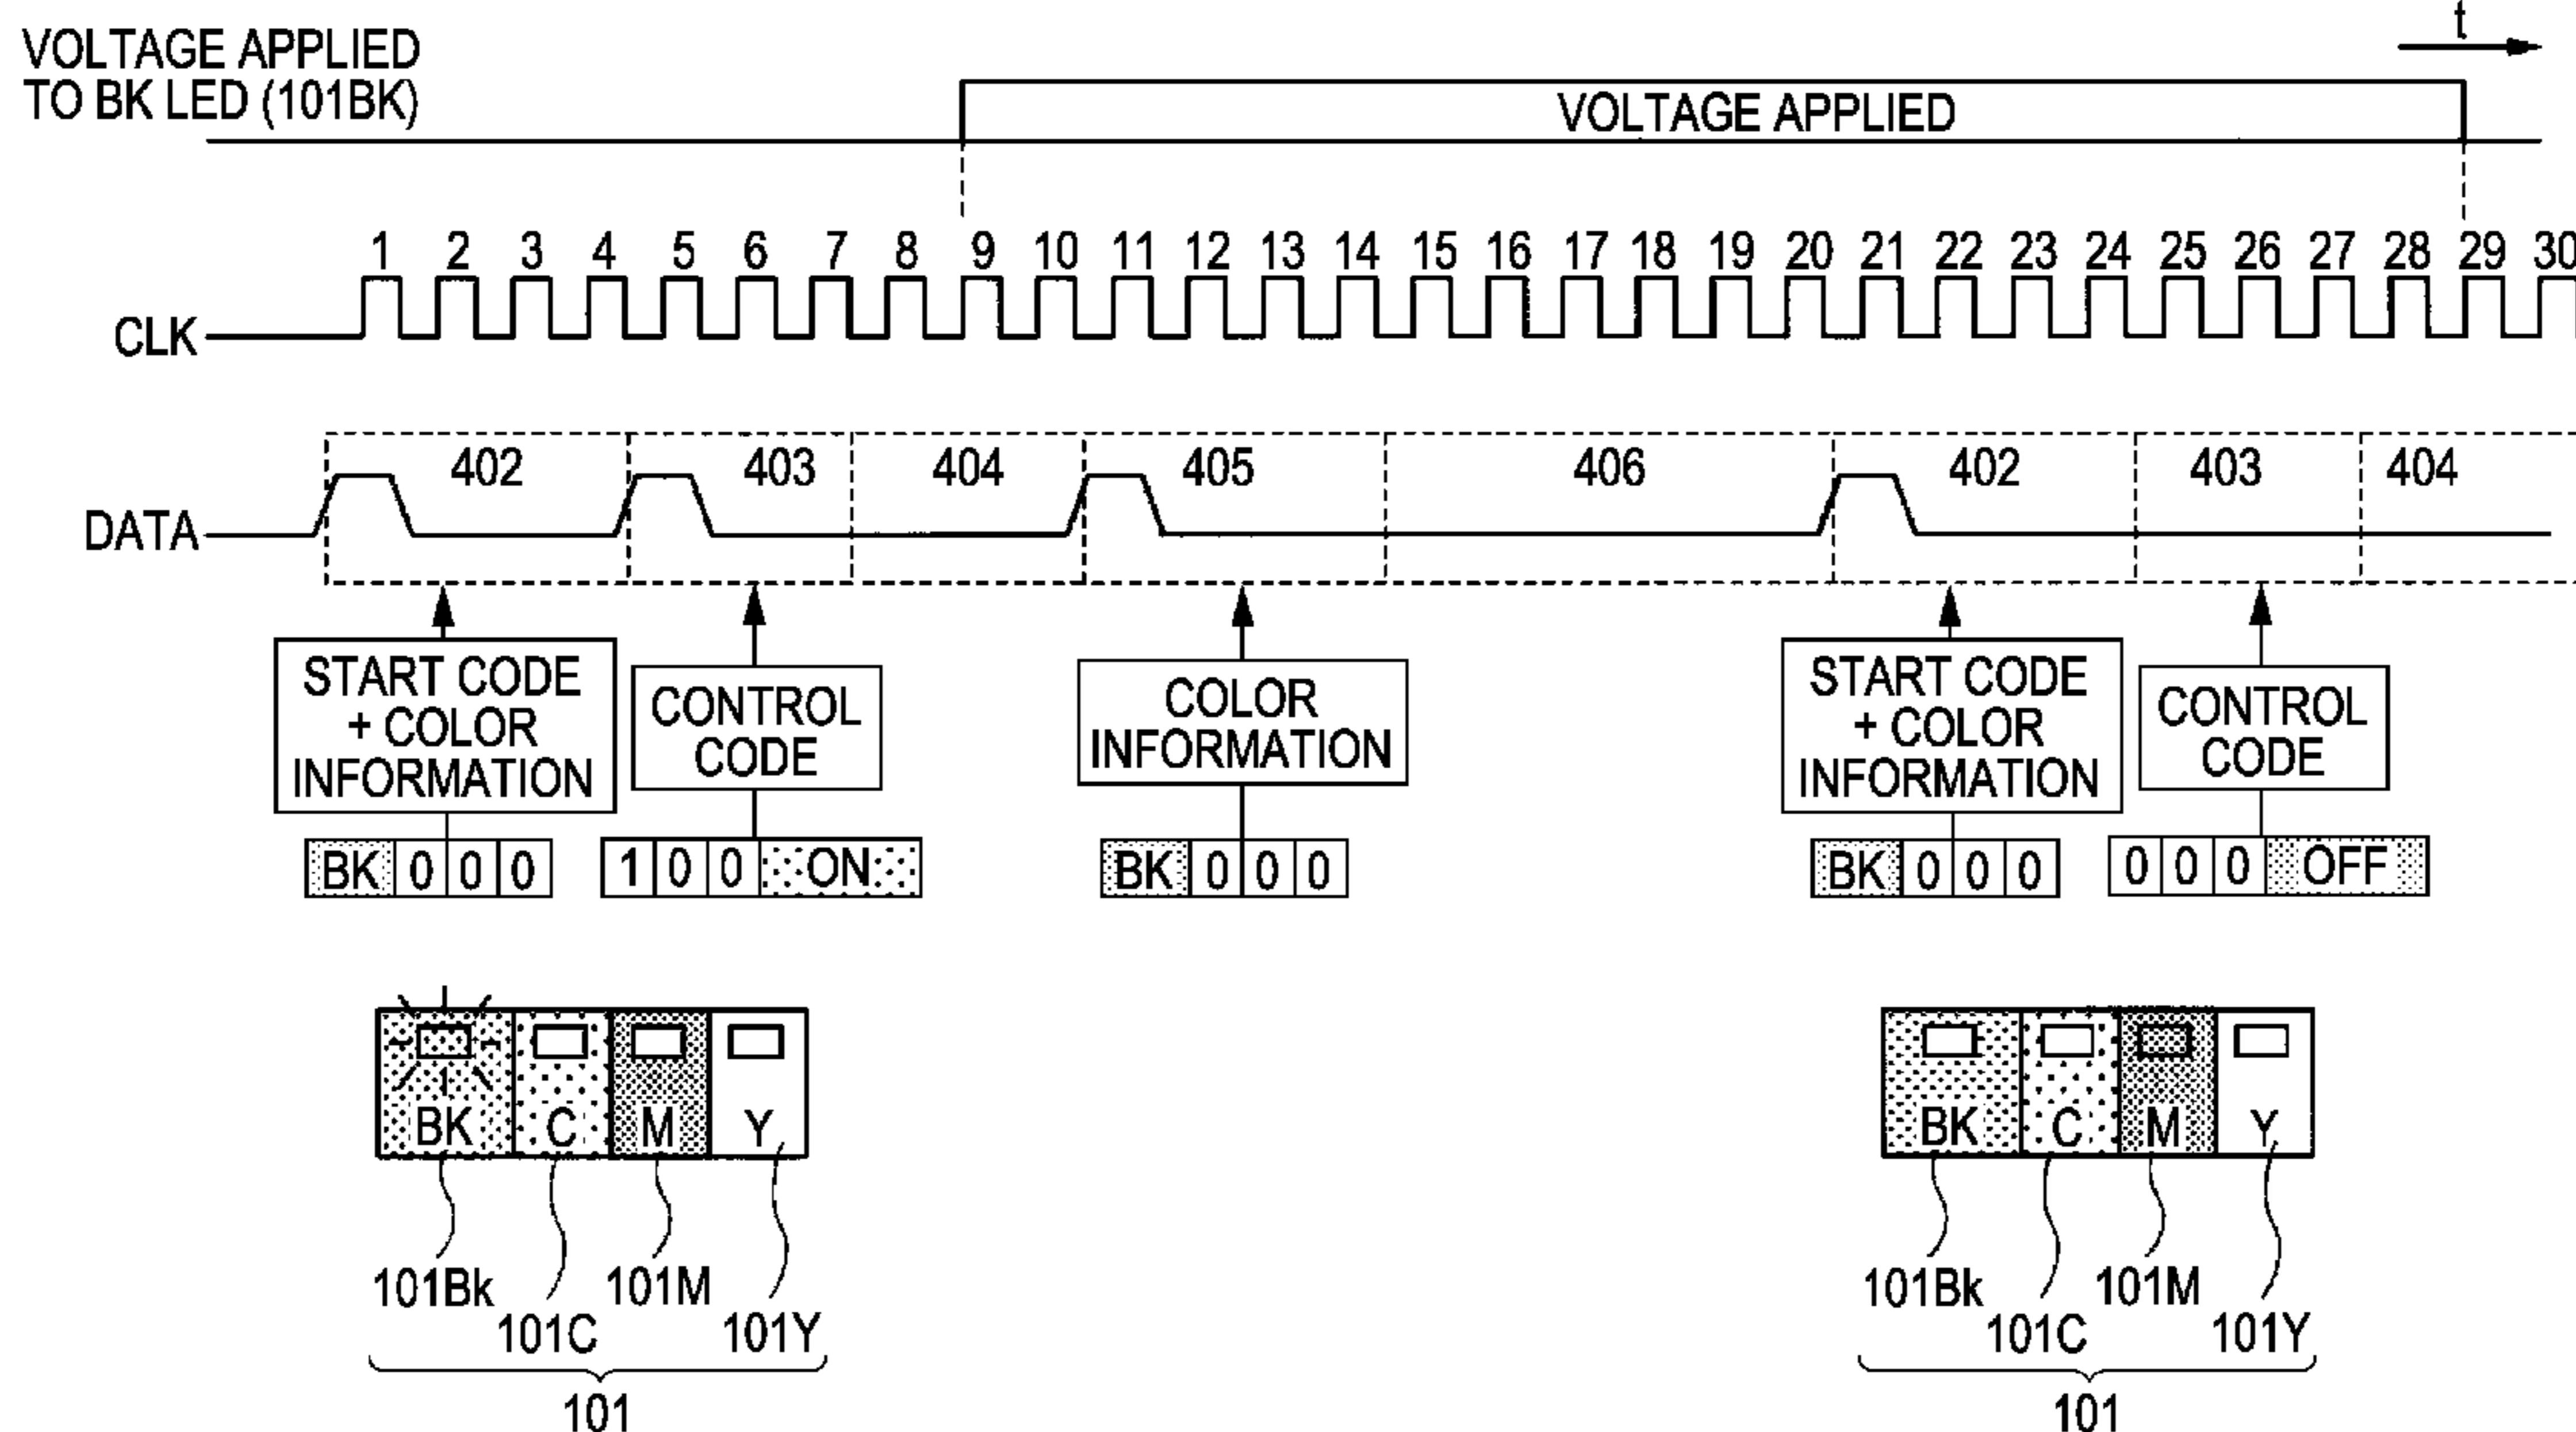 t
VOLTAGE APPLIED
TO BK LED (101BK)
VOLTAGE APPLIED
1 2 3 4 5 6 7 8 9 10 11 12 13 14 15 16 17 18 19 20 21 22 23 24 25 26 27 28 29 30
CLK
402 403 404 405 406 402 403 404
DATA
START CODE
+ COLOR
INFORMATION
CONTROL
CODE
COLOR
INFORMATION
START CODE
+ COLOR
INFORMATION
CONTROL
CODE
BK 0 0 0
1 0 0 ON
BK 0 0 0
BK 0 0 0
0 0 0 OFF
BK C M Y
BK C M Y
101Bk 101M
101C 101Y
101
101Bk 101M
101C 101Y
101